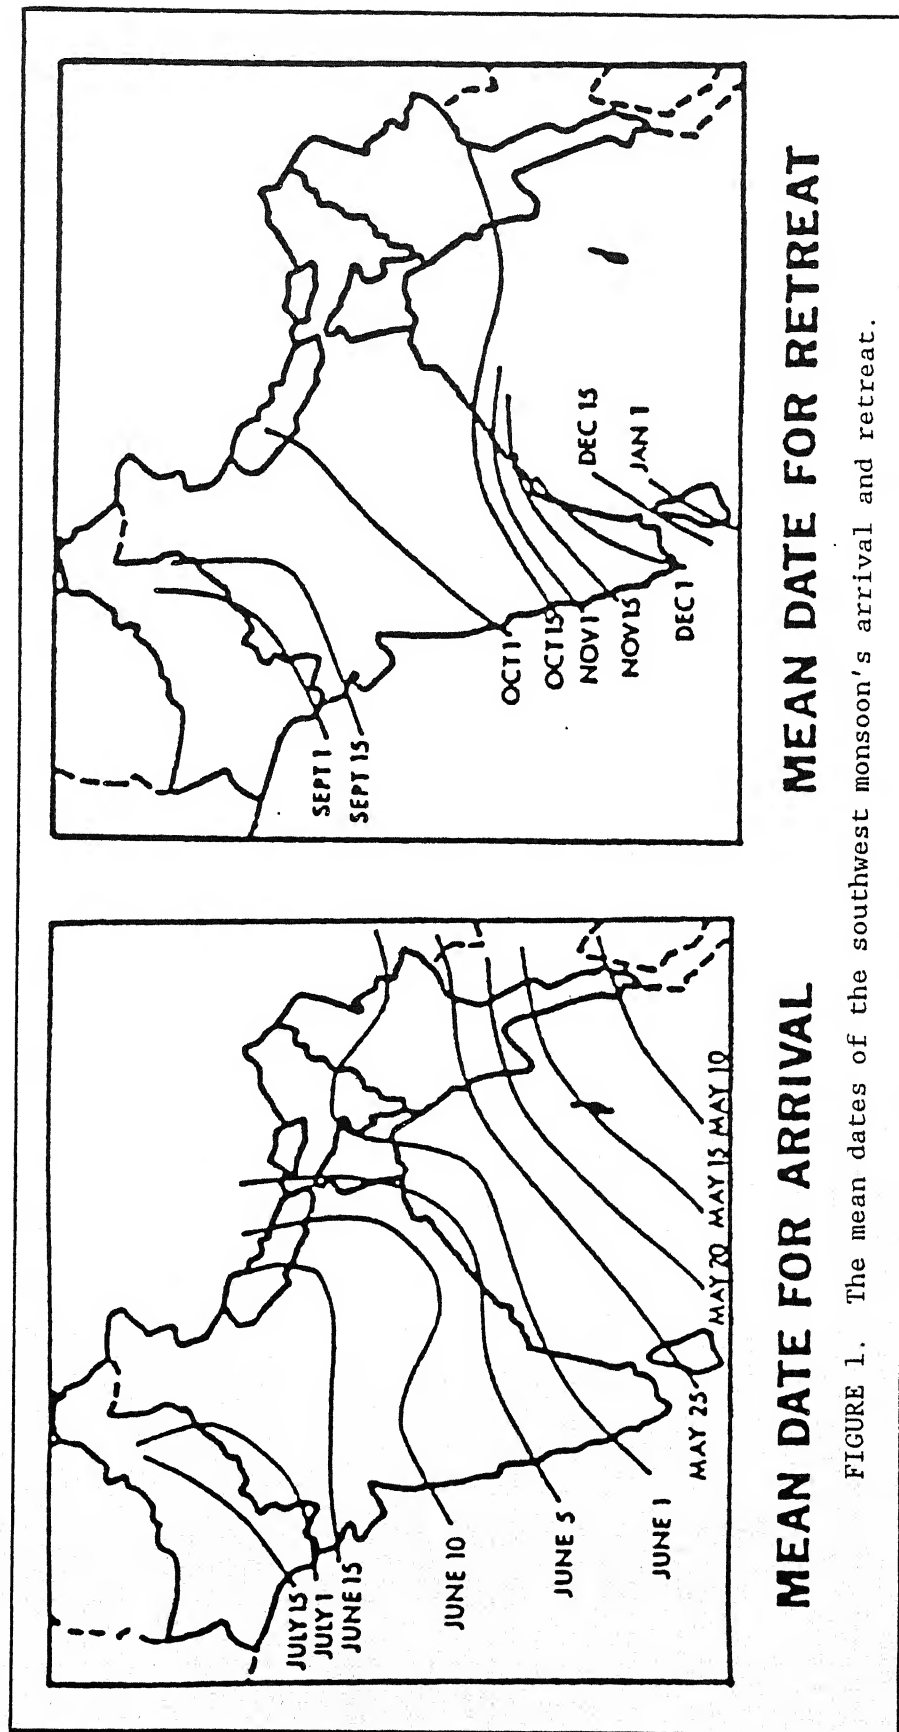 JULY 15
JULY 1
JUNE 15
JUNE 10
JUNE 5
JUNE 1
MAY 25
MAY 20
MAY 15
MAY 10
MEAN DATE FOR ARRIVAL
SEPT 1
SEPT 15
OCT 1
OCT 15
NOV 1
NOV 15
DEC 1
DEC 15
JAN 1
MEAN DATE FOR RETREAT
FIGURE 1. The mean dates of the southwest monsoon's arrival and retreat.